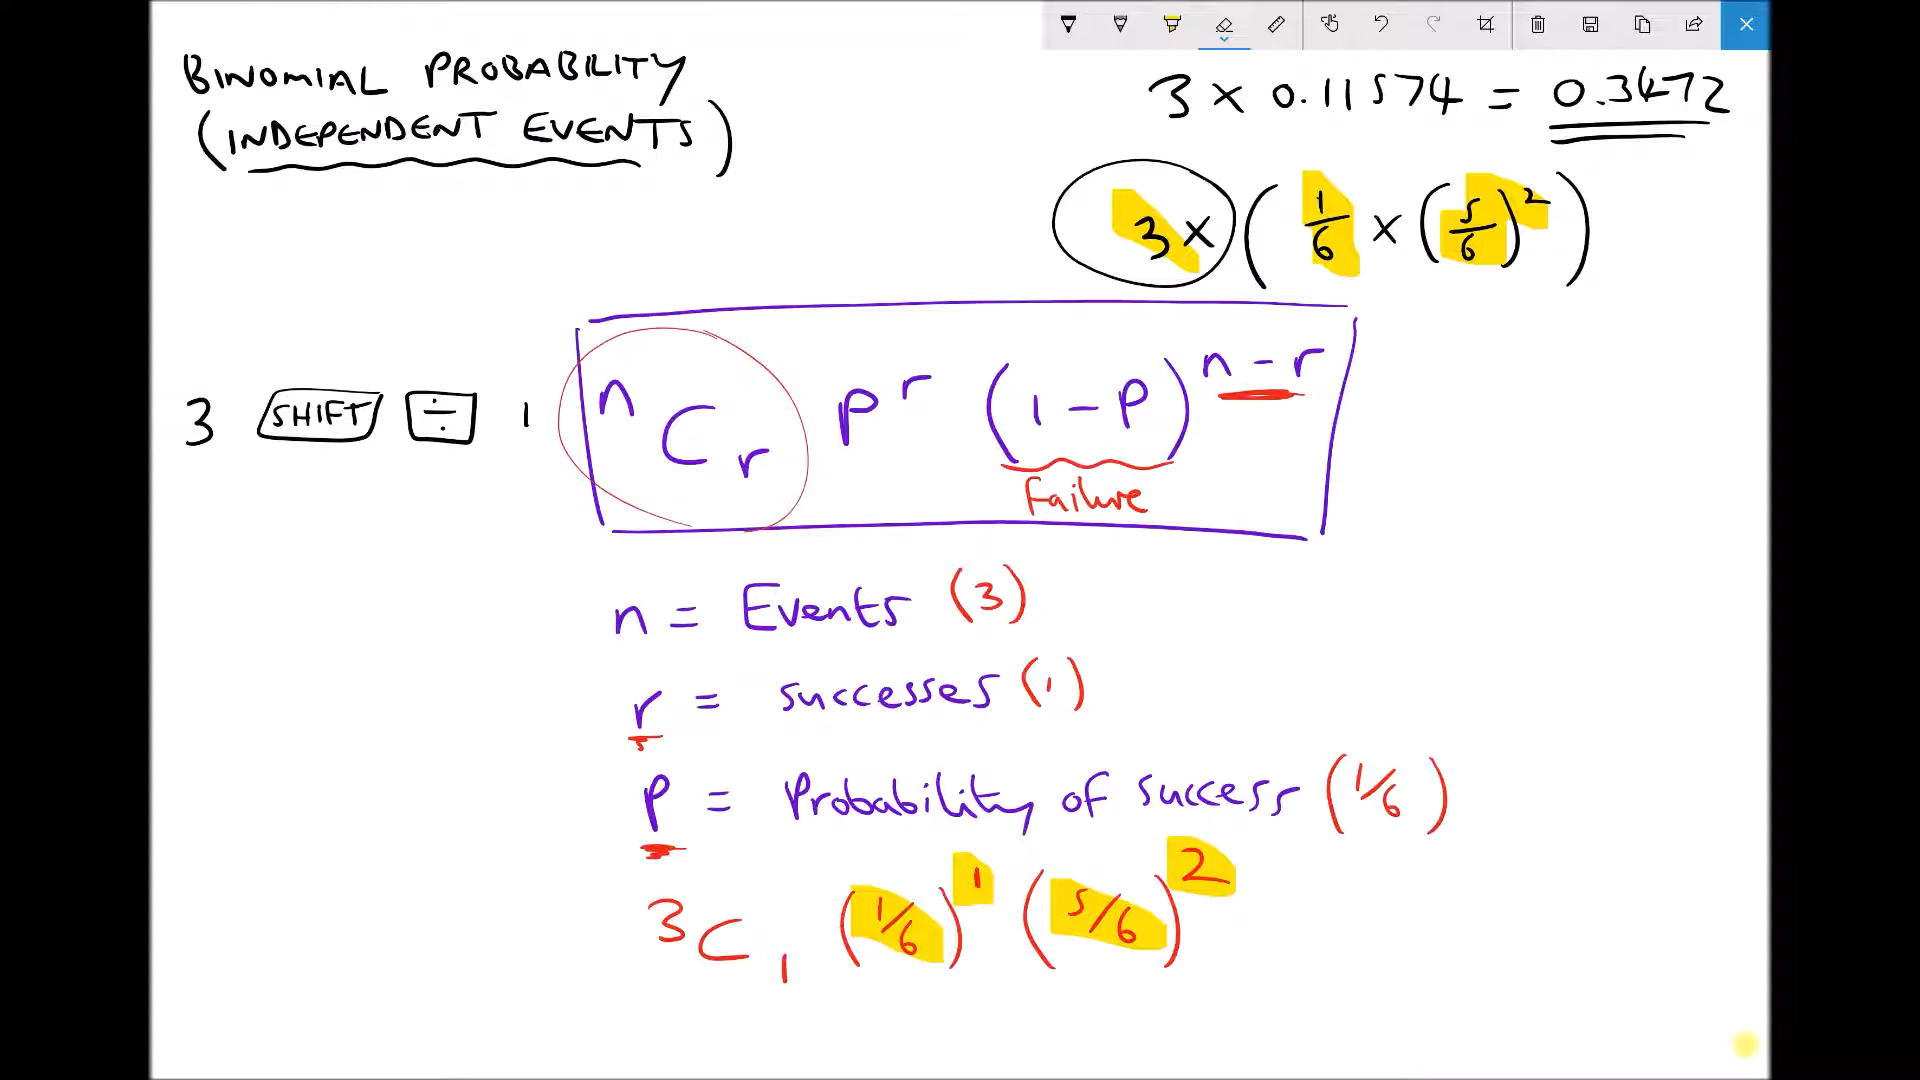 BINOMIAL PROBABILITY
(INDEPENDENT EVENTS)
3 × 0.11574 = 0.3472
3 × ( 1/6 × (5/6)² )
3 SHIFT ÷ 1
ⁿCᵣ pʳ (1 - p)ⁿ⁻ʳ
Failure
n = Events (3)
r = successes (1)
p = Probability of success (1/6)
³C₁ (1/6)¹ (5/6)²